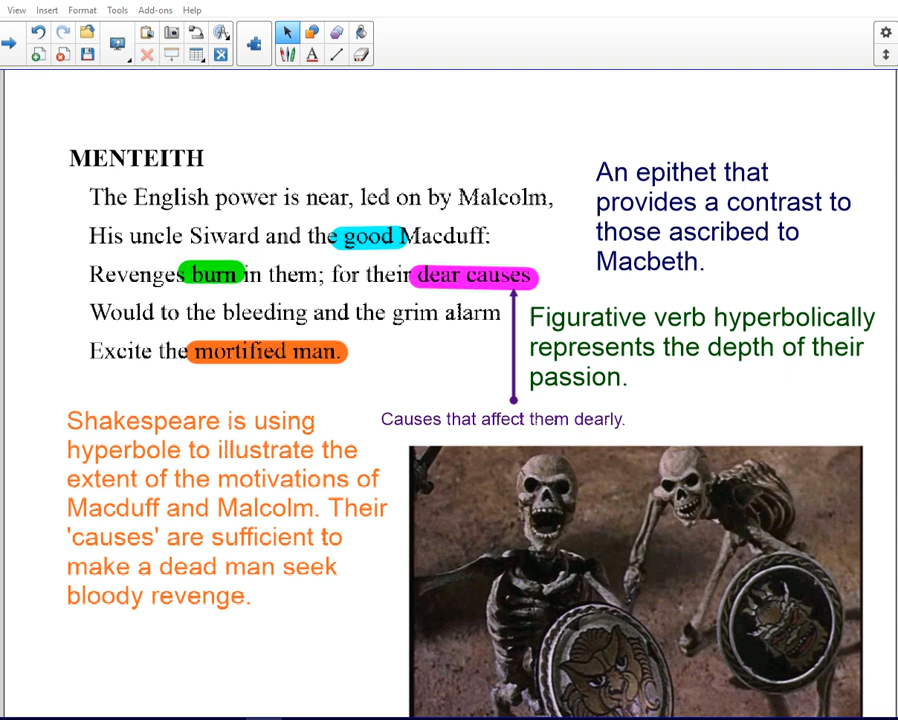 View Insert Format Tools Add-ons Help
MENTEITH
The English power is near, led on by Malcolm,
His uncle Siward and the good Macduff:
Revenges burn in them; for their dear causes
Would to the bleeding and the grim alarm
Excite the mortified man.
An epithet that
provides a contrast to
those ascribed to
Macbeth.
Figurative verb hyperbolically
represents the depth of their
passion.
Causes that affect them dearly.
Shakespeare is using
hyperbole to illustrate the
extent of the motivations of
Macduff and Malcolm. Their
'causes' are sufficient to
make a dead man seek
bloody revenge.